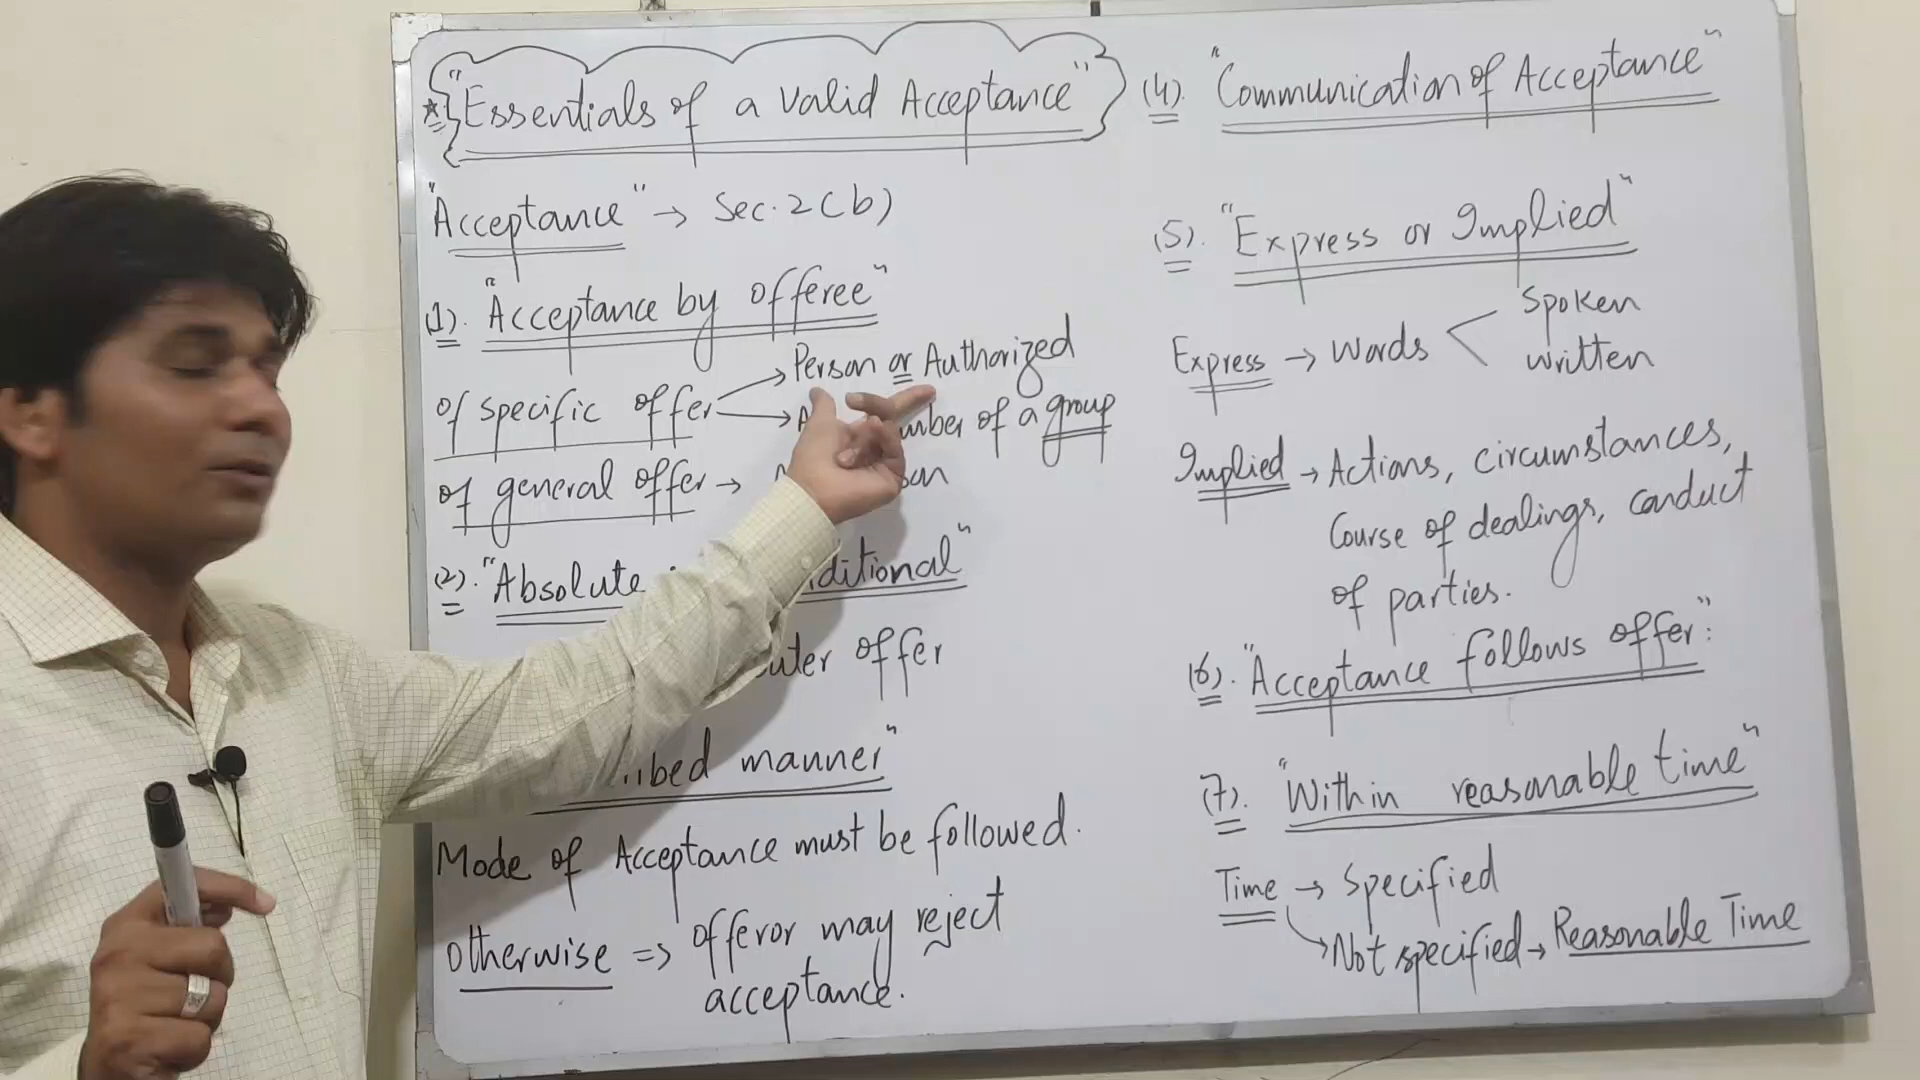 "Essentials of a valid Acceptance"
"Acceptance" → Sec. 2(b)
(1). "Acceptance by offeree"
of specific offer → Person or Authorized
→ of a group
of general offer →
(2). "Absolute
offer
manner"
Mode of Acceptance must be followed.
otherwise ⇒ offeror may reject
acceptance.
(4). "Communication of Acceptance"
(5). "Express or Implied"
Express → Words < Spoken
written
Implied → Actions, circumstances,
Course of dealings, conduct
of parties.
(6). "Acceptance follows offer":
(7). "Within reasonable time"
Time → Specified
→ Not specified → Reasonable Time